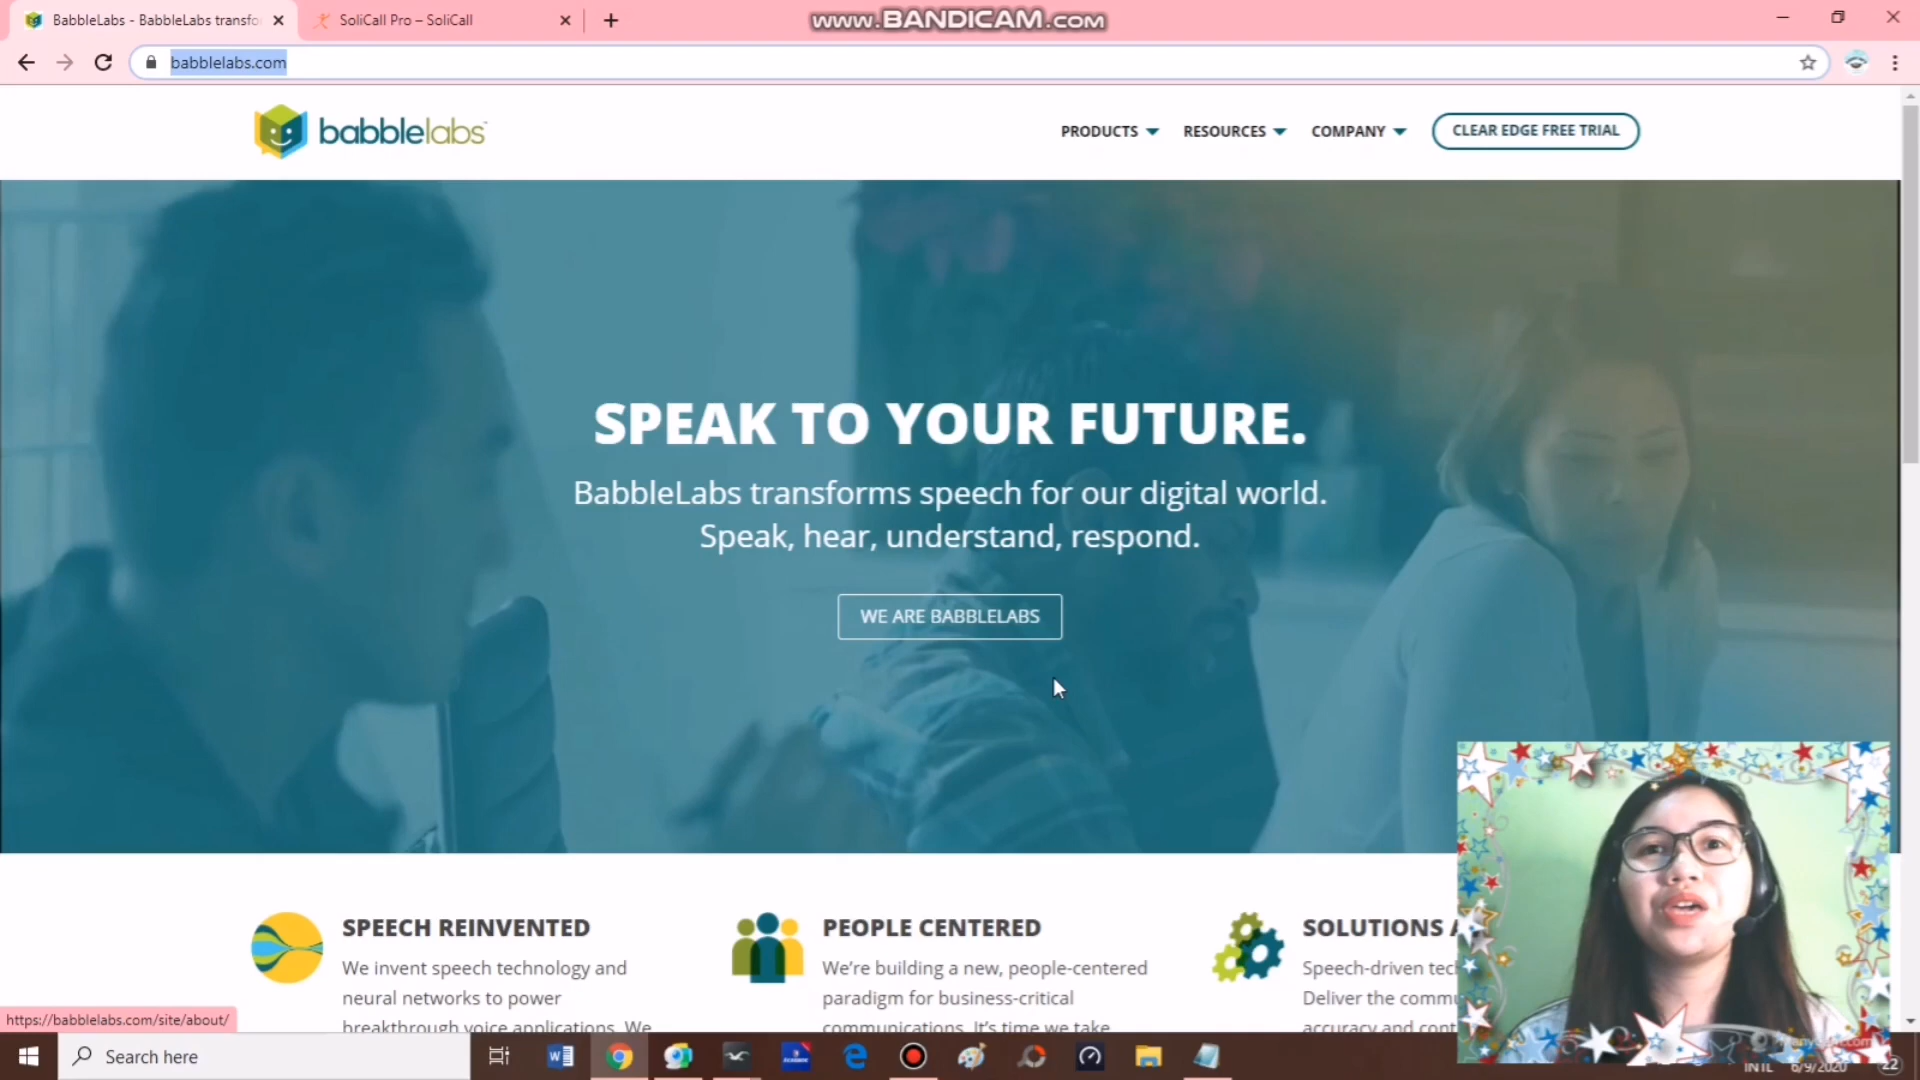 BabbleLabs - BabbleLabs transfo
SoliCall Pro – SoliCall
www.BANDICAM.com
babblelabs.com
babblelabs
PRODUCTS
RESOURCES
COMPANY
CLEAR EDGE FREE TRIAL
SPEAK TO YOUR FUTURE.
BabbleLabs transforms speech for our digital world.
Speak, hear, understand, respond.
WE ARE BABBLELABS
SPEECH REINVENTED
We invent speech technology and
neural networks to power
breakthrough voice applications. We
PEOPLE CENTERED
We're building a new, people-centered
paradigm for business-critical
communications. It's time we take
SOLUTIONS
Speech-driven tec
Deliver the comm
accuracy and cont
https://babblelabs.com/site/about/
Search here
INTL
6/9/2020
22